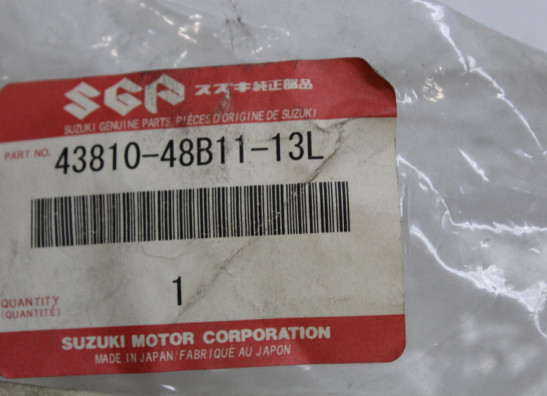 SGP スズキ純正部品
SUZUKI GENUINE PARTS PIÈCES D'ORIGINE DE SUZUKI
PART NO. 43810-48B11-13L
1
QUANTITY
(QUANTITÉ)
SUZUKI MOTOR CORPORATION
MADE IN JAPAN/FABRIQUÉ AU JAPON